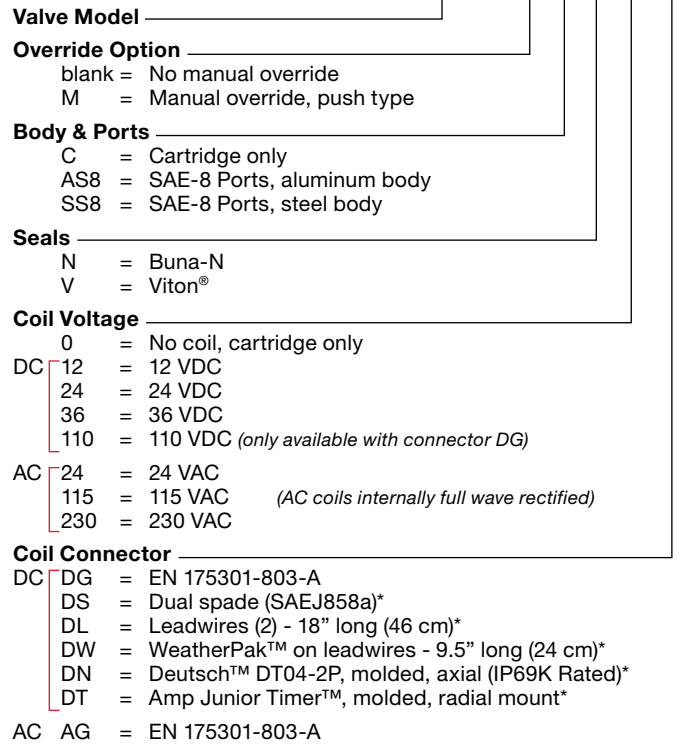 Valve Model
Override Option
blank = No manual override
M = Manual override, push type
Body & Ports
C = Cartridge only
AS8 = SAE-8 Ports, aluminum body
SS8 = SAE-8 Ports, steel body
Seals
N = Buna-N
V = Viton®
Coil Voltage
0 = No coil, cartridge only
DC 12 = 12 VDC
24 = 24 VDC
36 = 36 VDC
110 = 110 VDC (only available with connector DG)
AC 24 = 24 VAC
115 = 115 VAC (AC coils internally full wave rectified)
230 = 230 VAC
Coil Connector
DC DG = EN 175301-803-A
DS = Dual spade (SAEJ858a)*
DL = Leadwires (2) - 18” long (46 cm)*
DW = WeatherPak™ on leadwires - 9.5” long (24 cm)*
DN = Deutsch™ DT04-2P, molded, axial (IP69K Rated)*
DT = Amp Junior Timer™, molded, radial mount*
AC AG = EN 175301-803-A